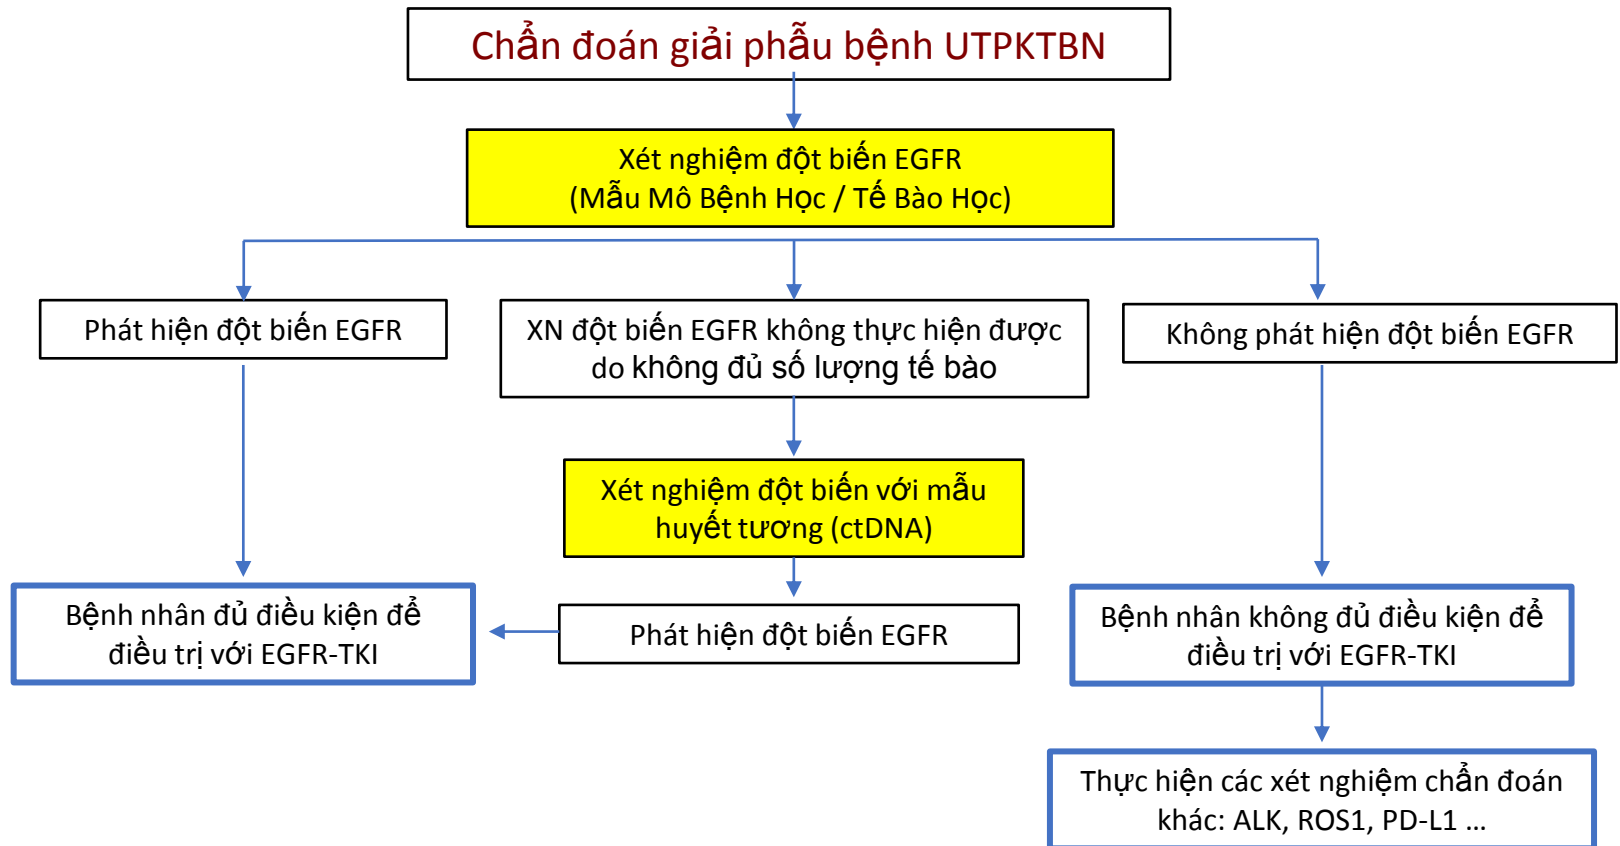 Chẩn đoán giải phẫu bệnh UTPKTBN
Xét nghiệm đột biến EGFR
(Mẫu Mô Bệnh Học / Tế Bào Học)
Phát hiện đột biến EGFR
XN đột biến EGFR không thực hiện được
do không đủ số lượng tế bào
Không phát hiện đột biến EGFR
Xét nghiệm đột biến với mẫu
huyết tương (ctDNA)
Bệnh nhân đủ điều kiện để
điều trị với EGFR-TKI
Phát hiện đột biến EGFR
Bệnh nhân không đủ điều kiện để
điều trị với EGFR-TKI
Thực hiện các xét nghiệm chẩn đoán
khác: ALK, ROS1, PD-L1 ...